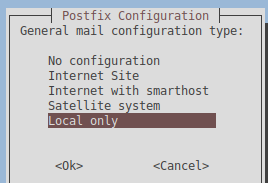 Postfix Configuration
General mail configuration type:
No configuration
Internet Site
Internet with smarthost
Satellite system
Local only
<Ok> <Cancel>